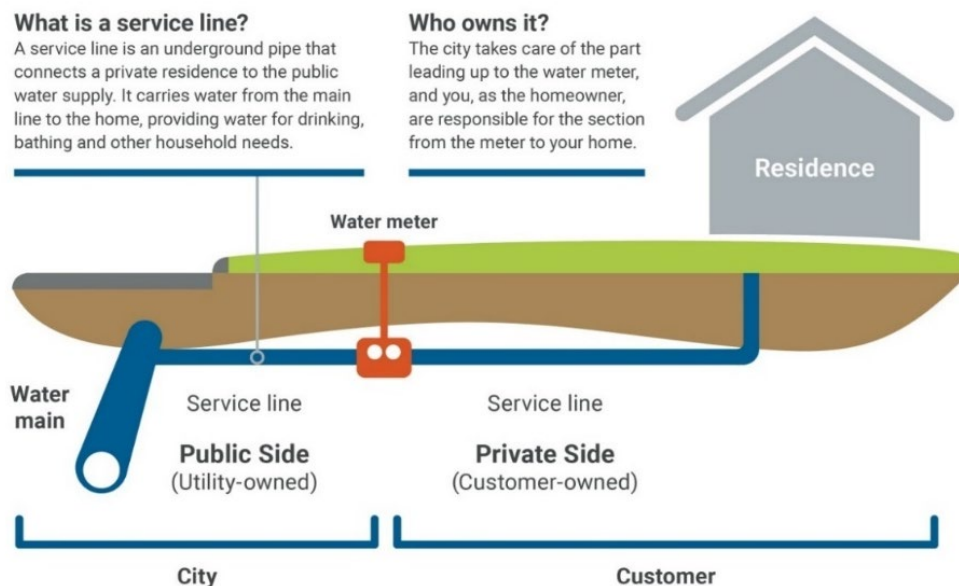 What is a service line?
A service line is an underground pipe that
connects a private residence to the public
water supply. It carries water from the main
line to the home, providing water for drinking,
bathing and other household needs.
Who owns it?
The city takes care of the part
leading up to the water meter,
and you, as the homeowner,
are responsible for the section
from the meter to your home.
Residence
Water meter
Water
main
Service line
Public Side
(Utility-owned)
Service line
Private Side
(Customer-owned)
City
Customer